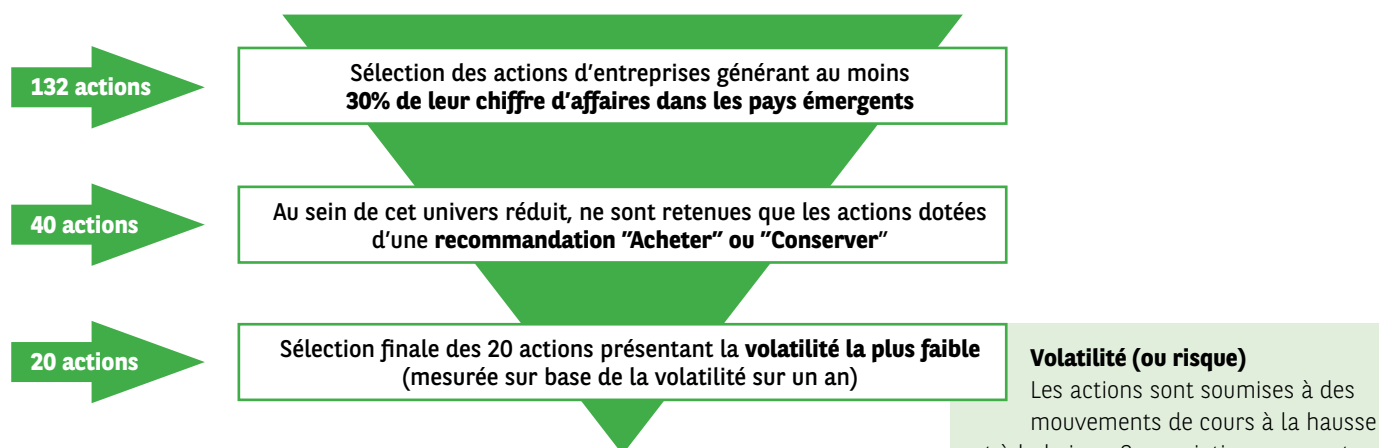 132 actions
Sélection des actions d'entreprises générant au moins
30% de leur chiffre d'affaires dans les pays émergents
40 actions
Au sein de cet univers réduit, ne sont retenues que les actions dotées
d'une recommandation "Acheter" ou "Conserver"
20 actions
Sélection finale des 20 actions présentant la volatilité la plus faible
(mesurée sur base de la volatilité sur un an)
Volatilité (ou risque)
Les actions sont soumises à des
mouvements de cours à la hausse